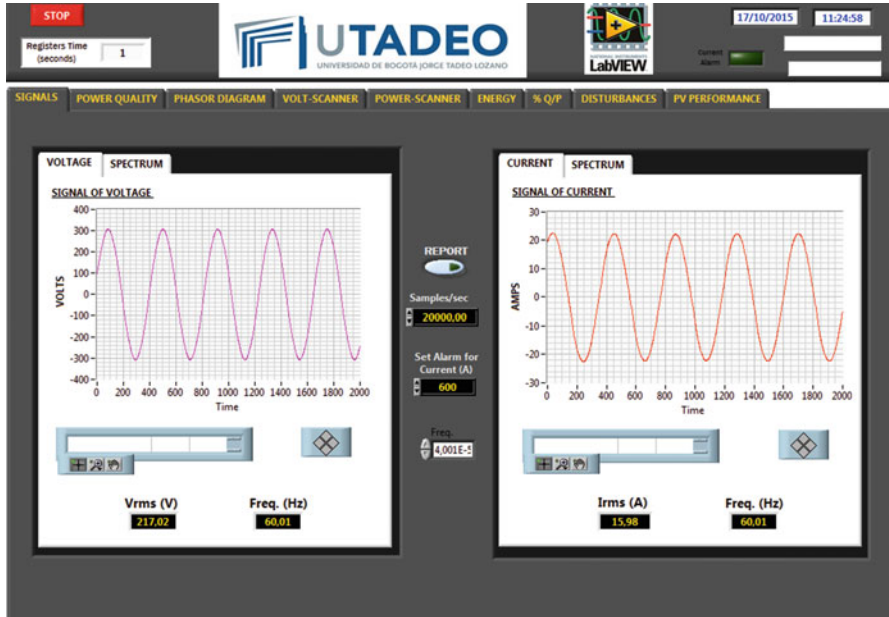 STOP
Registers Time
(seconds)
1
UTADEO
UNIVERSIDAD DE BOGOTÁ JORGE TADEO LOZANO
NATIONAL INSTRUMENTS
LabVIEW
17/10/2015
11:24:58
Current
Alarm
SIGNALS
POWER QUALITY
PHASOR DIAGRAM
VOLT-SCANNER
POWER-SCANNER
ENERGY
% Q/P
DISTURBANCES
PV PERFORMANCE
VOLTAGE
SPECTRUM
SIGNAL OF VOLTAGE
400
300
200
100
0
-100
-200
-300
-400
VOLTS
0 200 400 600 800 1000 1200 1400 1600 1800 2000
Time
Vrms (V)
217,02
Freq. (Hz)
60,01
REPORT
Samples/sec
20000,00
Set Alarm for
Current (A)
600
Freq.
4,001E-5
CURRENT
SPECTRUM
SIGNAL OF CURRENT
30
20
10
0
-10
-20
-30
AMPS
0 200 400 600 800 1000 1200 1400 1600 1800 2000
Time
Irms (A)
15,98
Freq. (Hz)
60,01